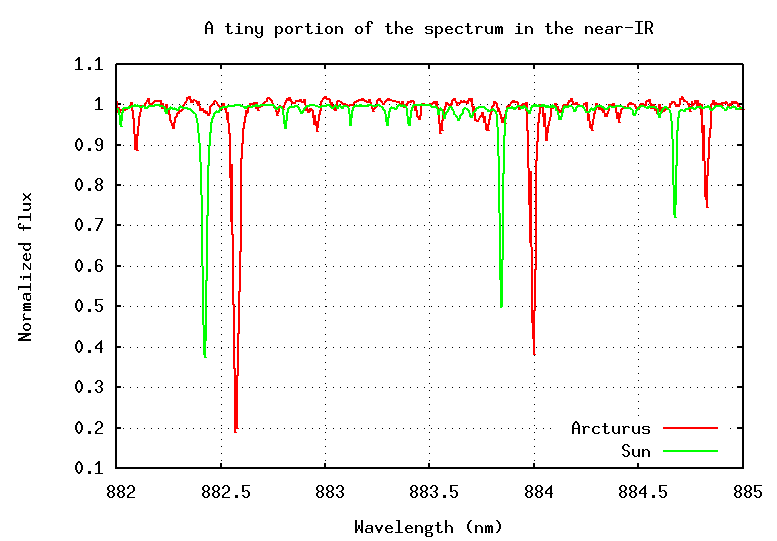 A tiny portion of the spectrum in the near-IR
1.1
1
0.9
0.8
0.7
0.6
0.5
0.4
0.3
0.2
0.1
Normalized flux
Arcturus
Sun
882 882.5 883 883.5 884 884.5 885
Wavelength (nm)